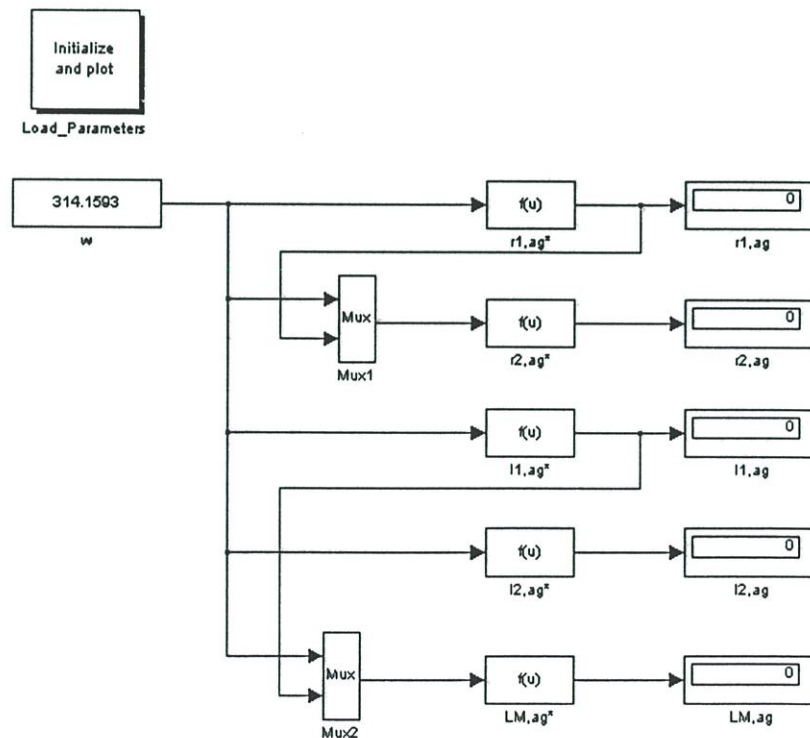 Initialize
and plot
Load_Parameters
314.1593
w
f(u)
r1,ag*
0
r1,ag
Mux
Mux1
f(u)
r2,ag*
0
r2,ag
f(u)
l1,ag*
0
l1,ag
f(u)
l2,ag*
0
l2,ag
Mux
Mux2
f(u)
LM,ag*
0
LM,ag